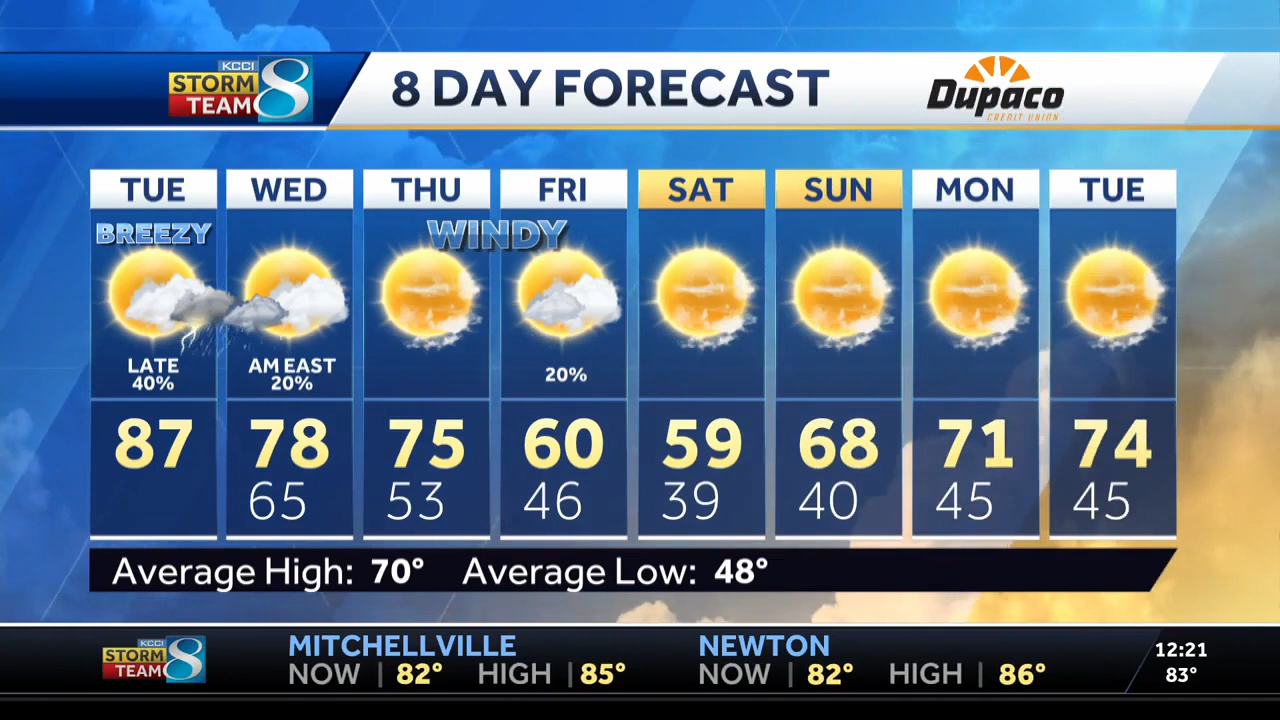 KCCI
STORM
TEAM 8
8 DAY FORECAST
Dupaco
CREDIT UNION
TUE WED THU FRI SAT SUN MON TUE
BREEZY WINDY
LATE AM EAST
40% 20% 20%
87 78 75 60 59 68 71 74
65 53 46 39 40 45 45
Average High: 70° Average Low: 48°
KCCI
STORM
TEAM 8
MITCHELLVILLE NEWTON 12:21
NOW | 82° HIGH | 85° NOW | 82° HIGH | 86° 83°